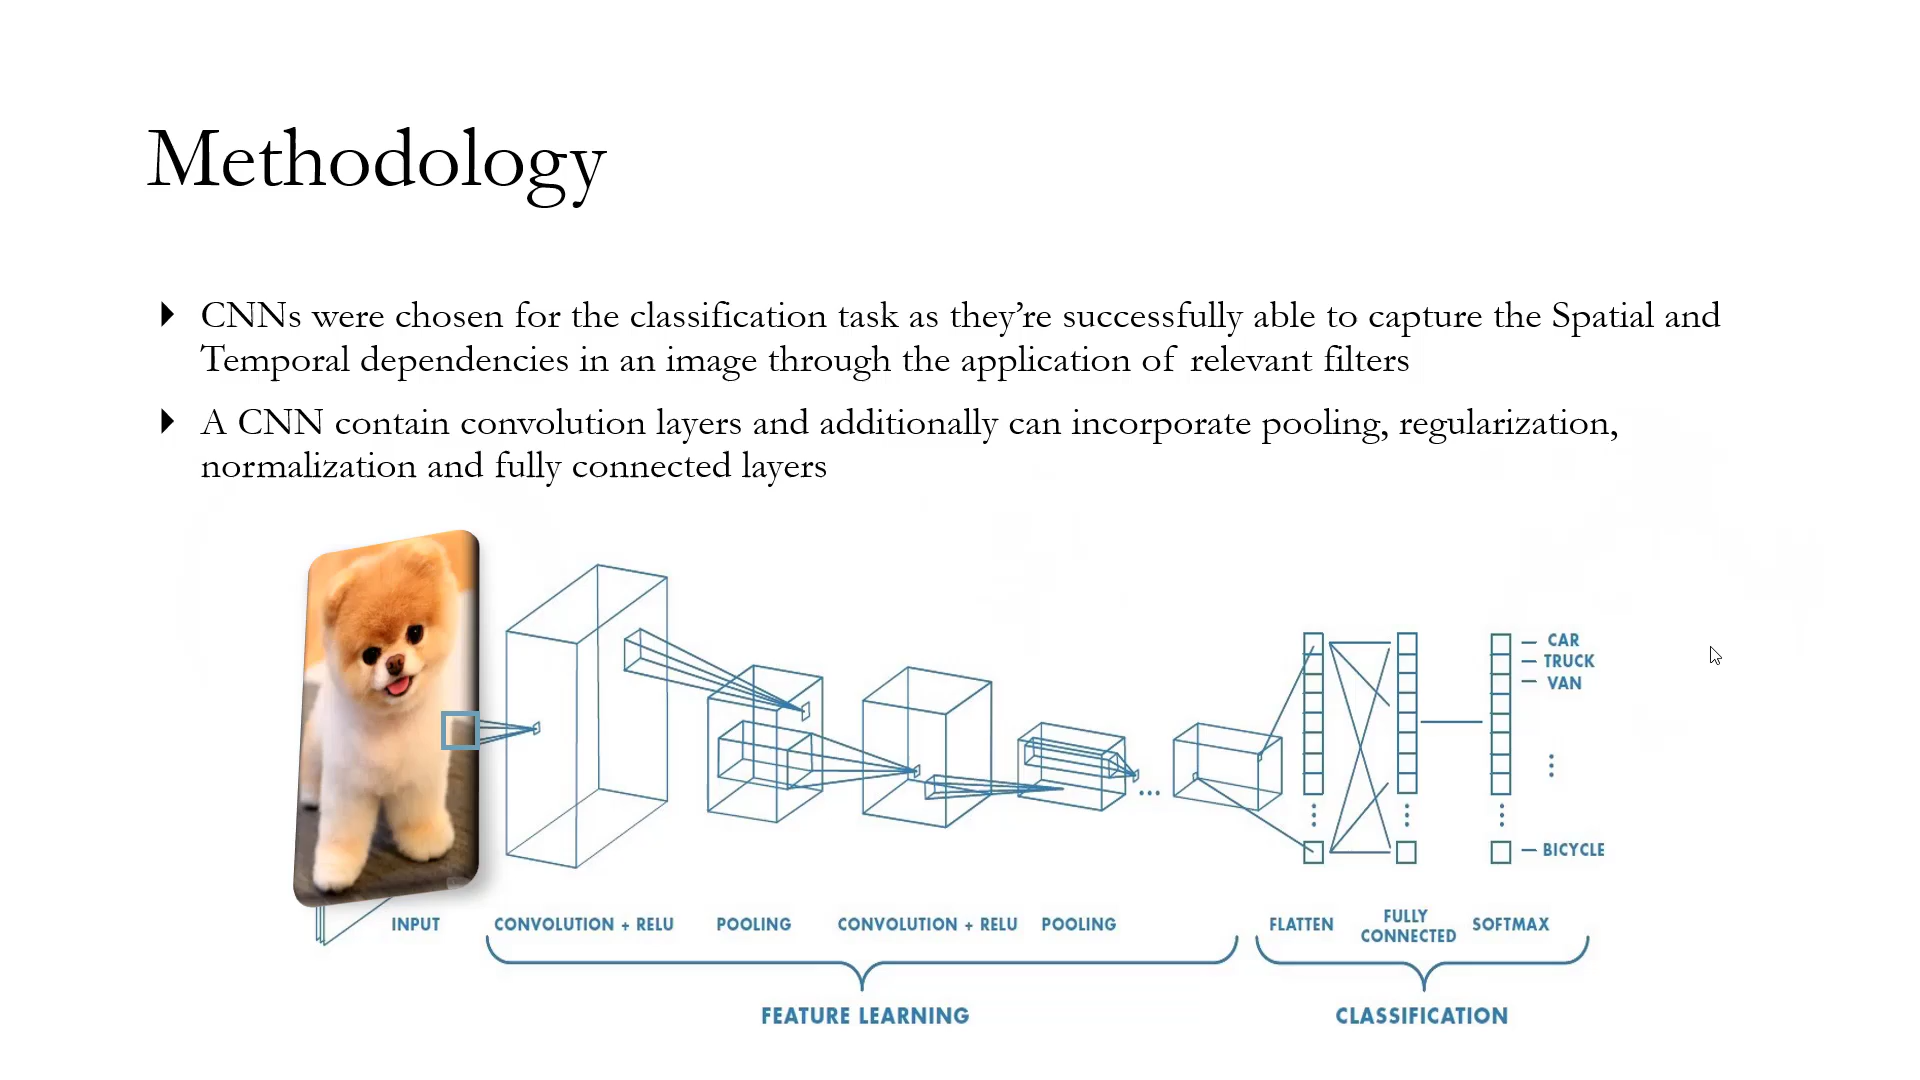 Methodology
CNNs were chosen for the classification task as they’re successfully able to capture the Spatial and
Temporal dependencies in an image through the application of relevant filters
A CNN contain convolution layers and additionally can incorporate pooling, regularization,
normalization and fully connected layers
CAR
TRUCK
VAN
BICYCLE
INPUT
CONVOLUTION + RELU
POOLING
CONVOLUTION + RELU
POOLING
FLATTEN
FULLY
CONNECTED
SOFTMAX
FEATURE LEARNING
CLASSIFICATION